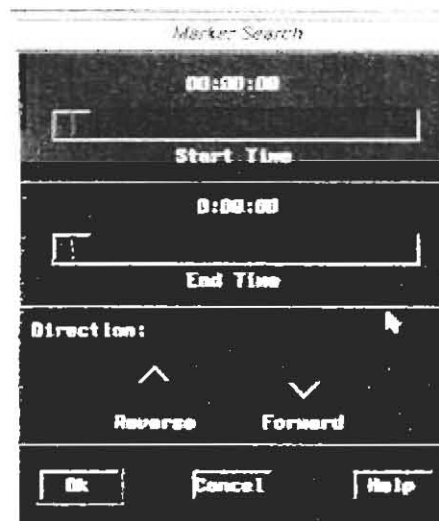 Marker Search
00:00:00
Start Time
0:00:00
End Time
Direction:
Reverse Forward
Ok Cancel Help